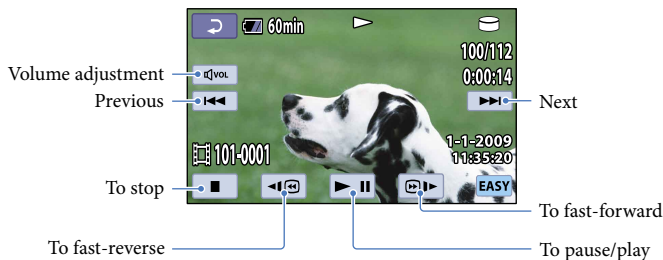 60min
100/112
Volume adjustment
VOL
0:00:14
Previous
Next
101-0001
1-1-2009
11:35:20
To stop
EASY
To fast-forward
To fast-reverse
To pause/play